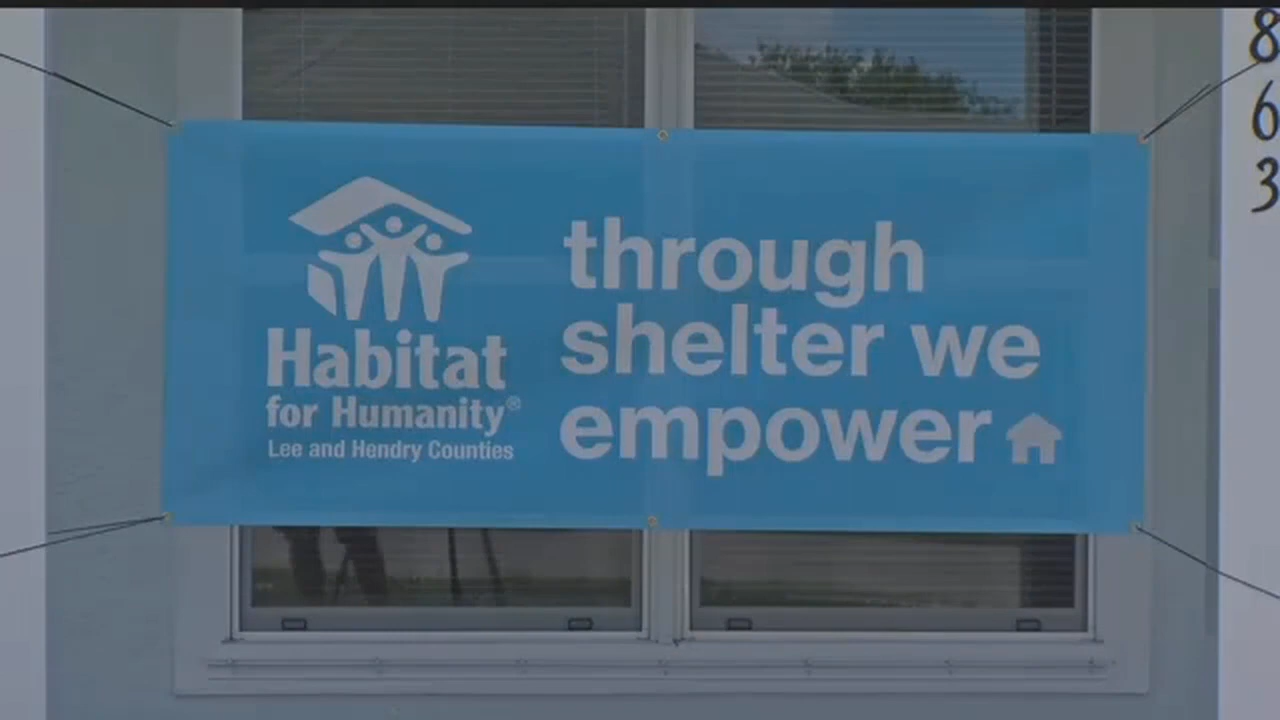 Habitat
for Humanity®
Lee and Hendry Counties
through
shelter we
empower
8
6
3